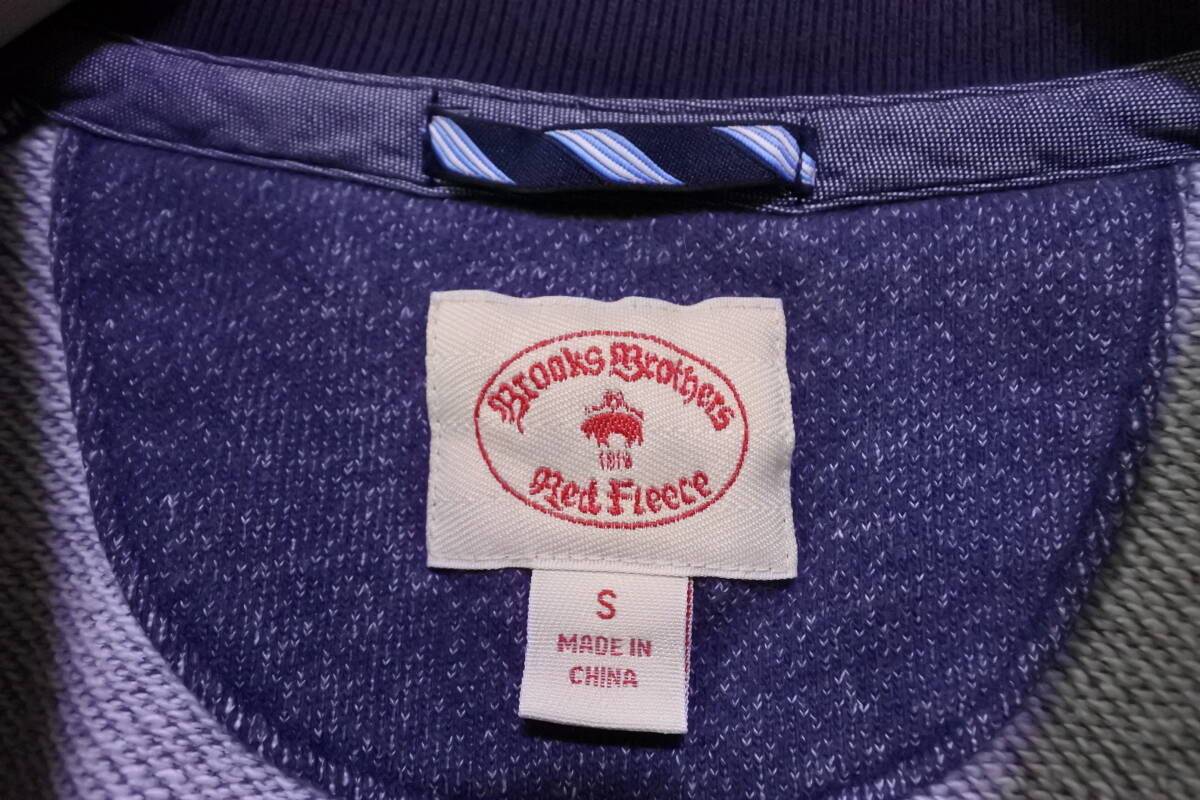 Brooks Brothers
1818
Red Fleece
S
MADE IN
CHINA